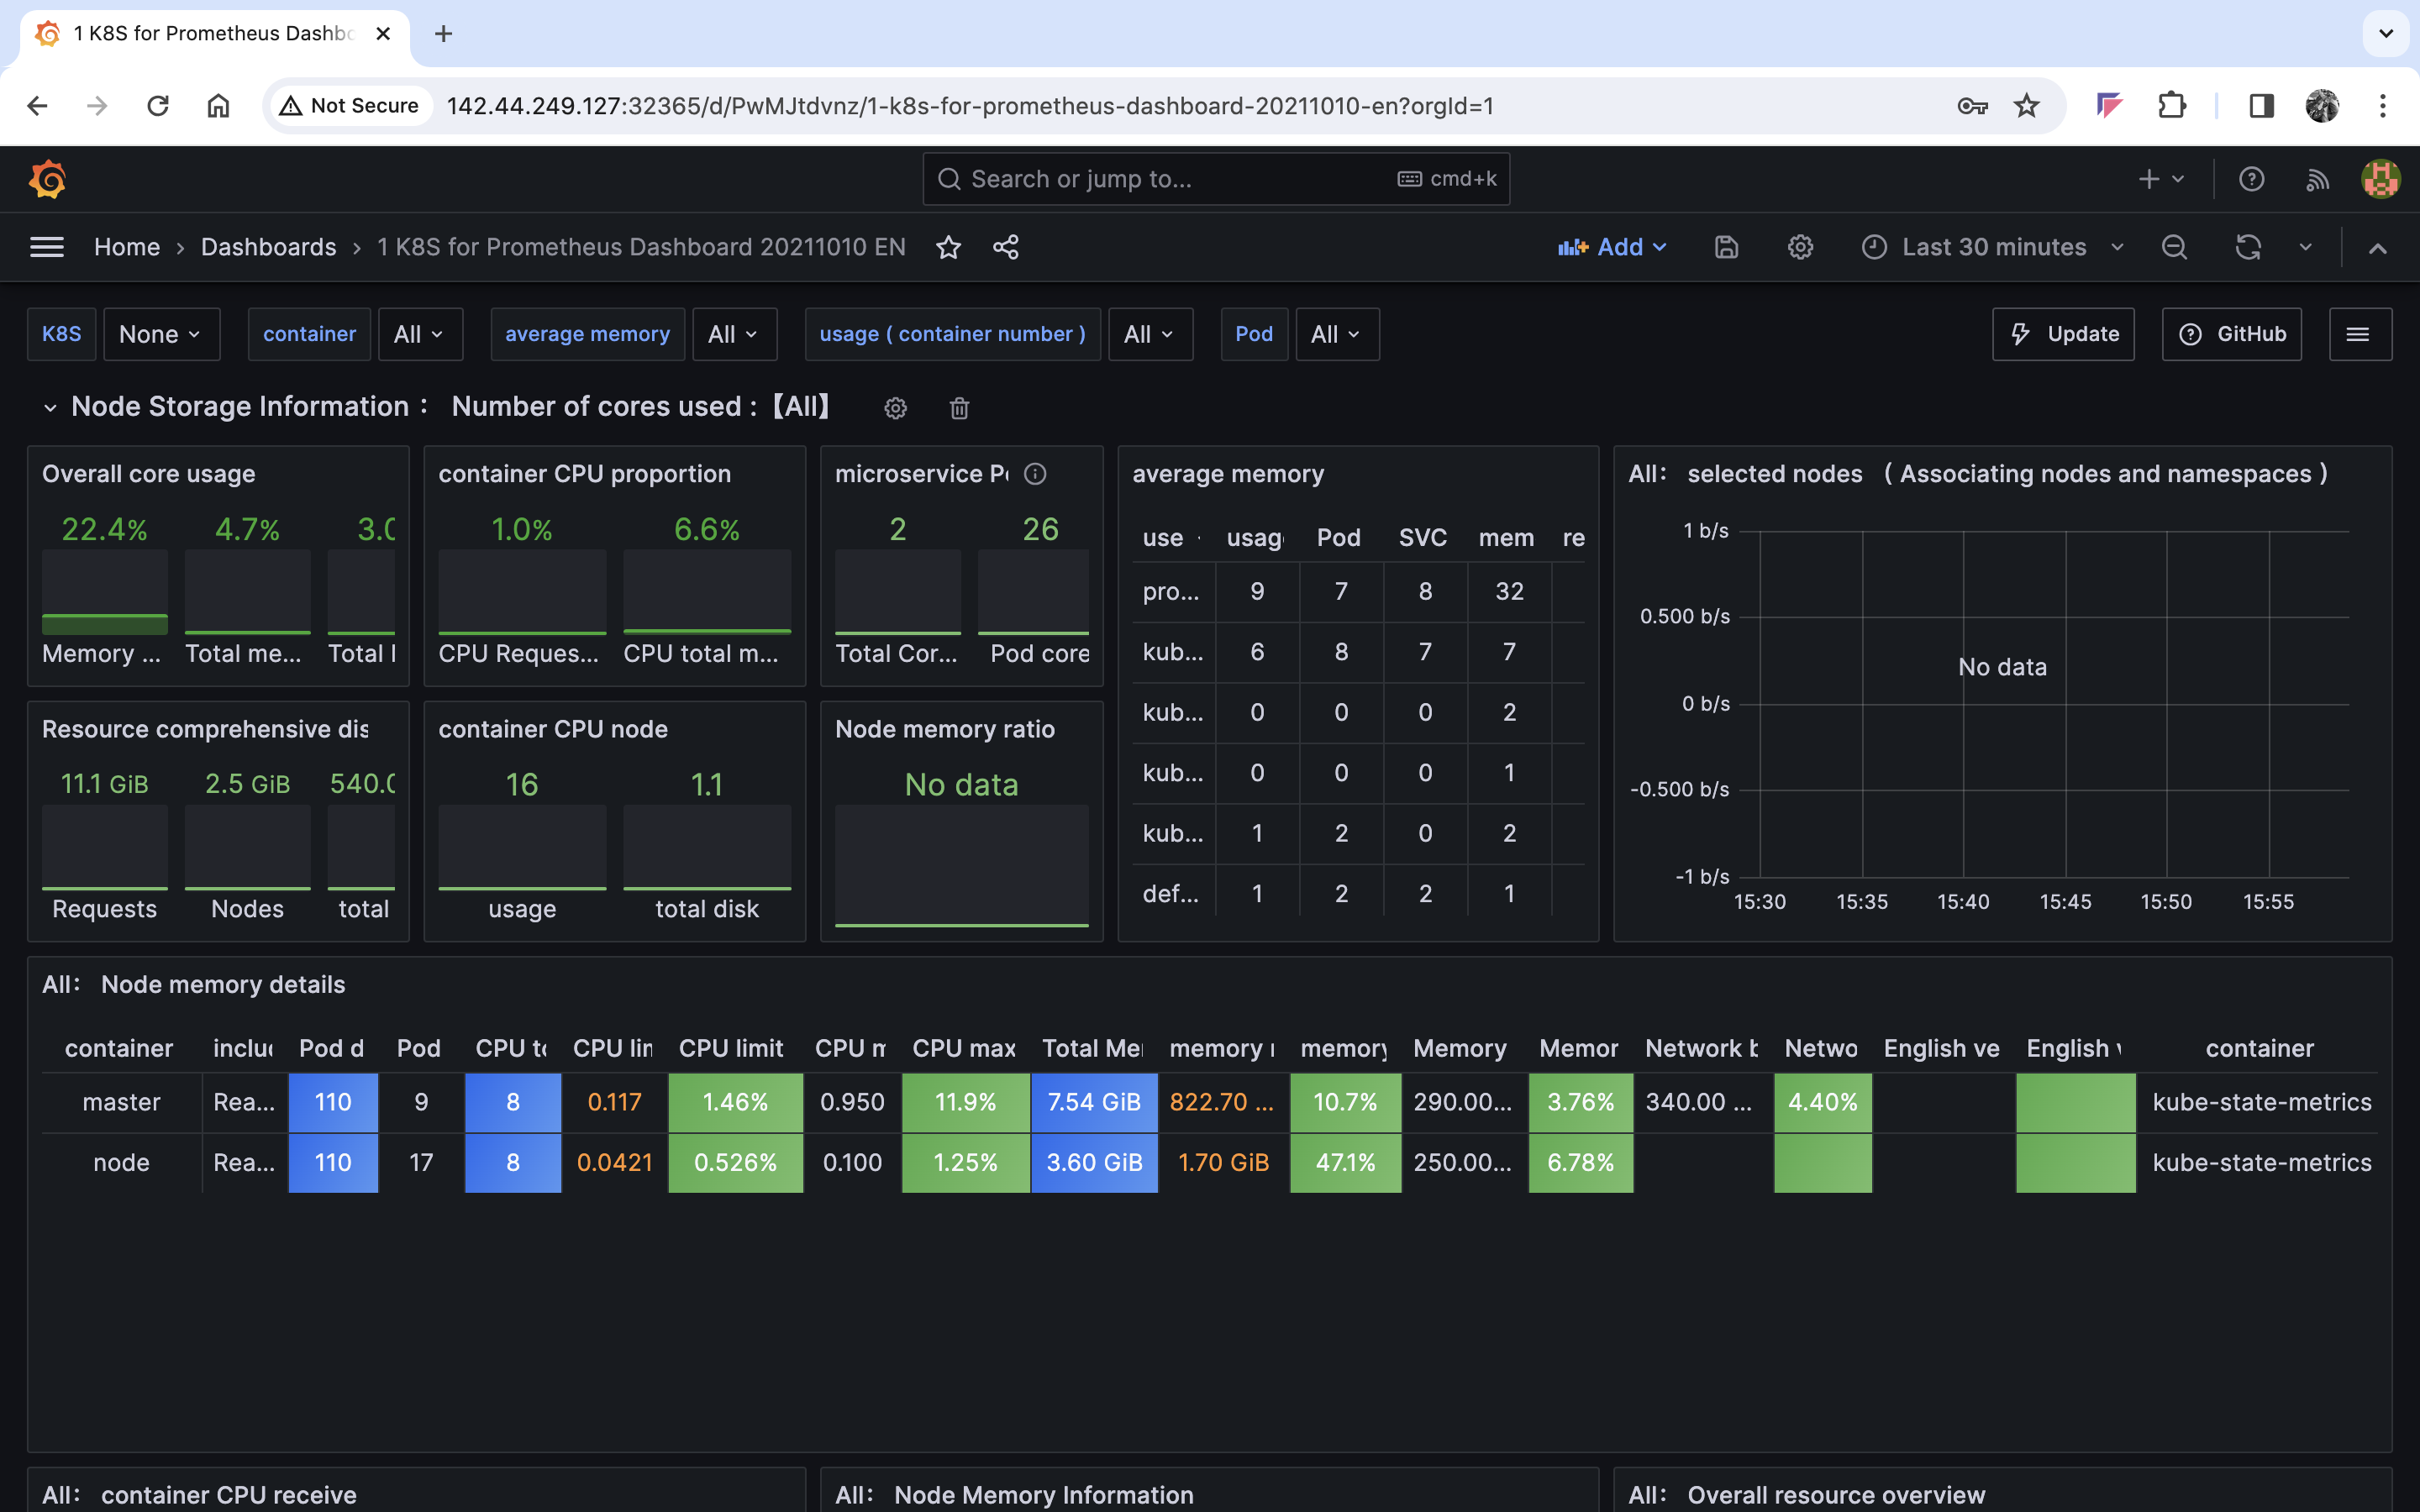 1 K8S for Prometheus Dashbo
Not Secure
142.44.249.127:32365/d/PwMJtdvnz/1-k8s-for-prometheus-dashboard-20211010-en?orgId=1
Search or jump to...
cmd+k
Home › Dashboards › 1 K8S for Prometheus Dashboard 20211010 EN
Add
Last 30 minutes
K8S None container All average memory All usage ( container number ) All Pod All
Update GitHub
Node Storage Information： Number of cores used :【All】
Overall core usage
22.4% 4.7% 3.0
Memory ... Total me... Total
container CPU proportion
1.0% 6.6%
CPU Reques... CPU total m...
microservice P
2 26
Total Cor... Pod core
average memory
use usag Pod SVC mem re
pro... 9 7 8 32
kub... 6 8 7 7
kub... 0 0 0 2
kub... 0 0 0 1
kub... 1 2 0 2
def... 1 2 2 1
All： selected nodes （ Associating nodes and namespaces ）
1 b/s
0.500 b/s
No data
0 b/s
-0.500 b/s
-1 b/s
15:30 15:35 15:40 15:45 15:50 15:55
Resource comprehensive dis
11.1 GiB 2.5 GiB 540.0
Requests Nodes total
container CPU node
16 1.1
usage total disk
Node memory ratio
No data
All： Node memory details
container inclu Pod d Pod CPU to CPU lin CPU limit CPU m CPU max Total Me memory memory Memory Memor Network b Netwo English ve English container
master Rea... 110 9 8 0.117 1.46% 0.950 11.9% 7.54 GiB 822.70 ... 10.7% 290.00... 3.76% 340.00 ... 4.40% kube-state-metrics
node Rea... 110 17 8 0.0421 0.526% 0.100 1.25% 3.60 GiB 1.70 GiB 47.1% 250.00... 6.78% kube-state-metrics
All： container CPU receive
All： Node Memory Information
All： Overall resource overview